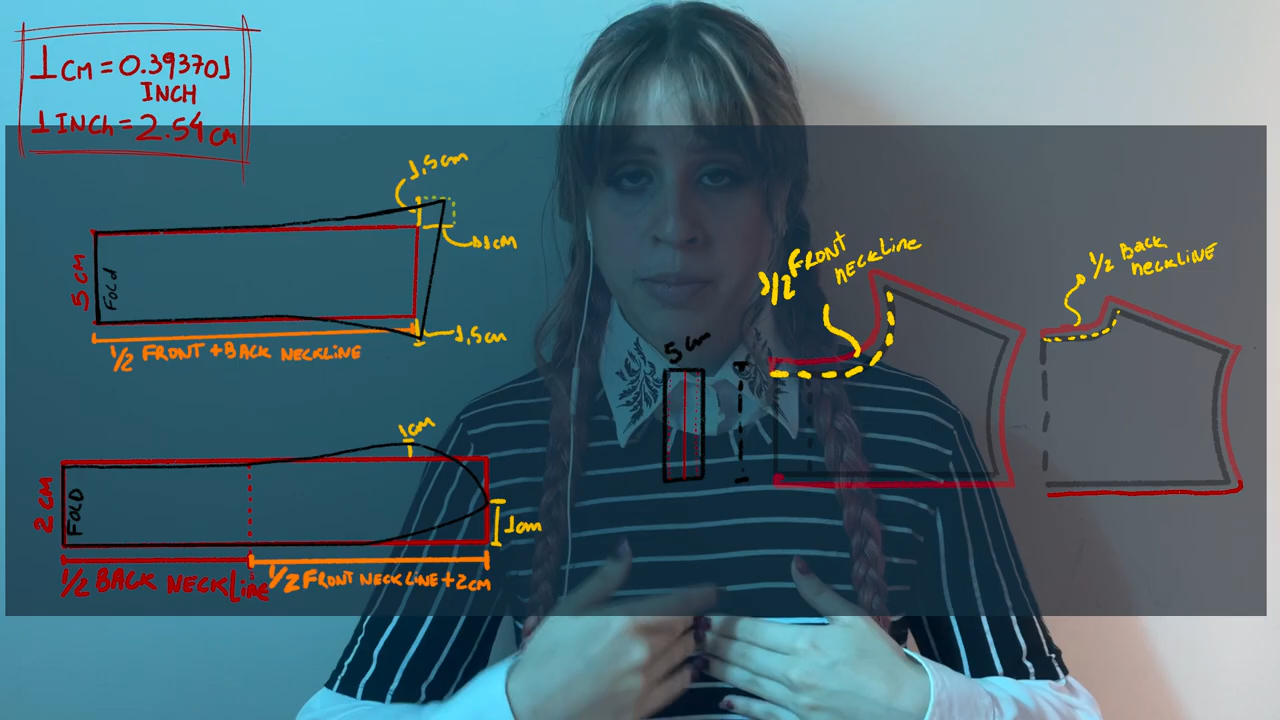 1 CM = 0.393701
INCH
1 INCH = 2.54 CM
1,5cm
1cm
5 CM
FOLD
1,5cm
1/2 FRONT + BACK NECKLINE
1/2 FRONT
NECKLINE
1/2 BACK
NECKLINE
5 cm
1cm
2 CM
FOLD
1cm
1/2 BACK NECKLINE
1/2 FRONT NECKLINE + 2CM